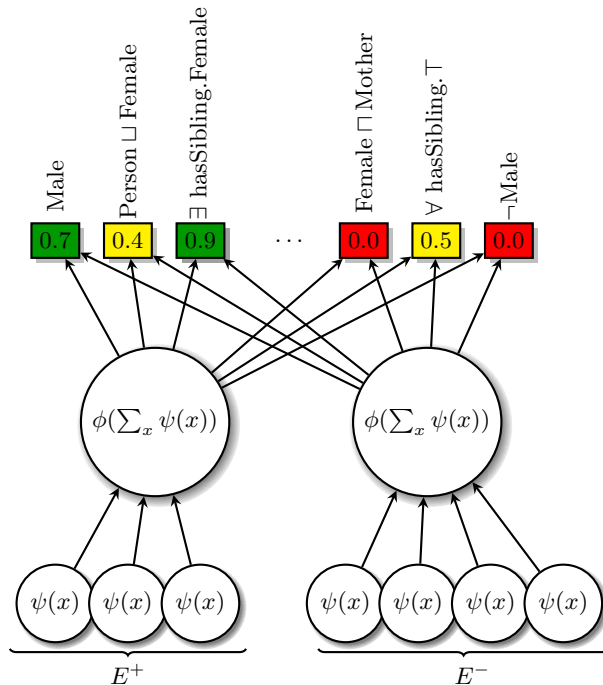 Male
Person ⊔ Female
∃ hasSibling.Female
Female ⊓ Mother
∀ hasSibling.⊤
¬Male
0.7 0.4 0.9 ... 0.0 0.5 0.0
ϕ(∑ₓ ψ(x)) ϕ(∑ₓ ψ(x))
ψ(x) ψ(x) ψ(x) ψ(x) ψ(x) ψ(x) ψ(x)
E⁺ E⁻